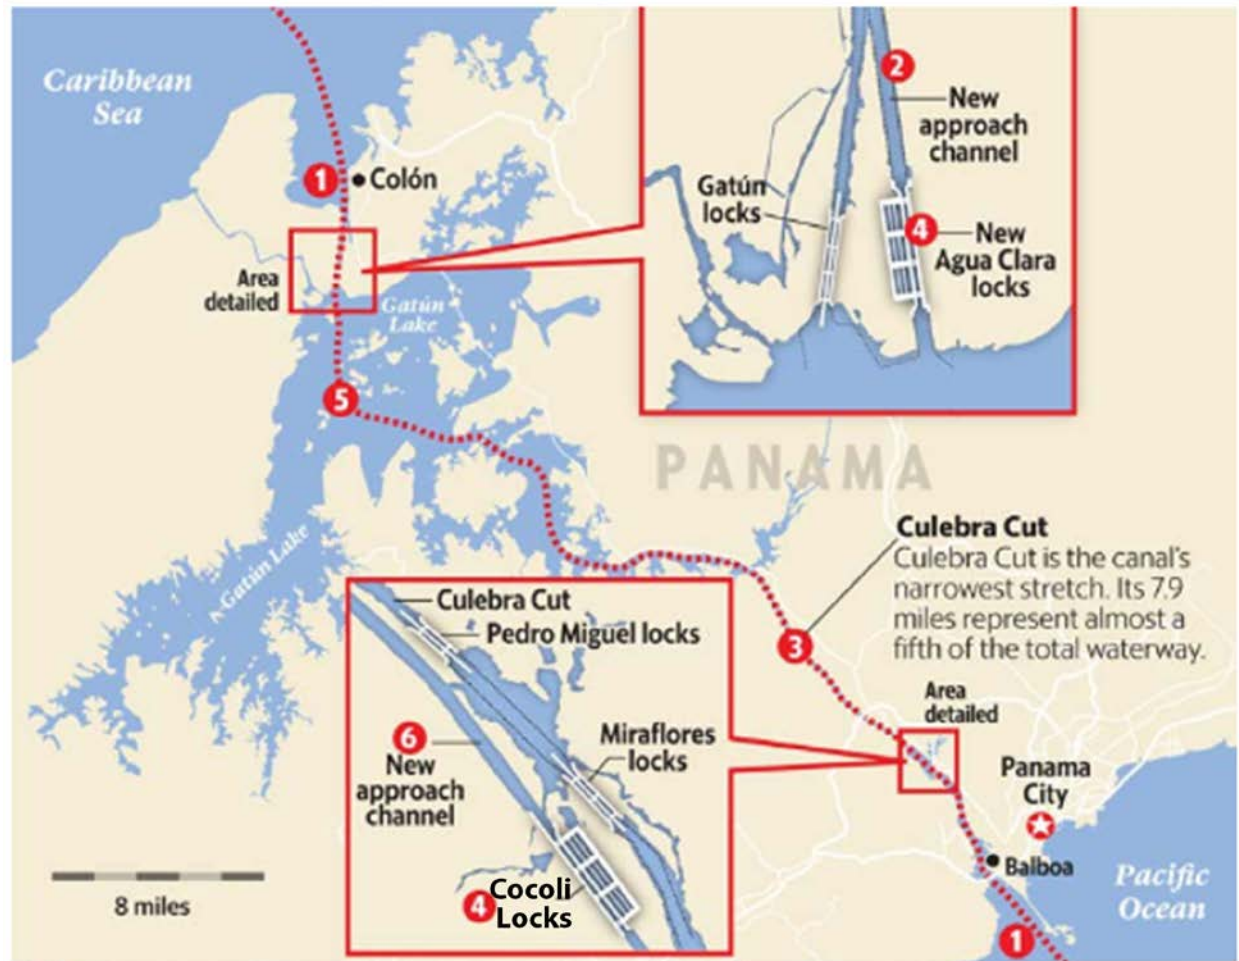 Caribbean
Sea
1
Colón
Area
detailed
Gatún
Lake
5
2
New
approach
channel
Gatún
locks
4
New
Agua Clara
locks
PANAMA
Culebra Cut
Culebra Cut is the canal's
narrowest stretch. Its 7.9
miles represent almost a
fifth of the total waterway.
3
Gatún Lake
Culebra Cut
Pedro Miguel locks
Miraflores
locks
6
New
approach
channel
4
Cocoli
Locks
Area
detailed
Panama
City
Balboa
Pacific
Ocean
1
8 miles